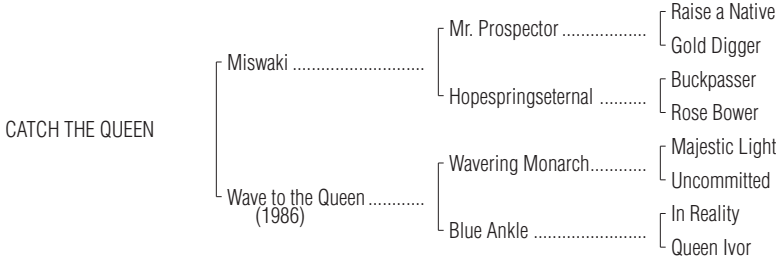 Raise a Native
Mr. Prospector ..................
Gold Digger
Miswaki ............................
Buckpasser
Hopespringseternal ..........
Rose Bower
CATCH THE QUEEN
Majestic Light
Wavering Monarch............
Uncommitted
Wave to the Queen ............
(1986)
In Reality
Blue Ankle ........................
Queen Ivor